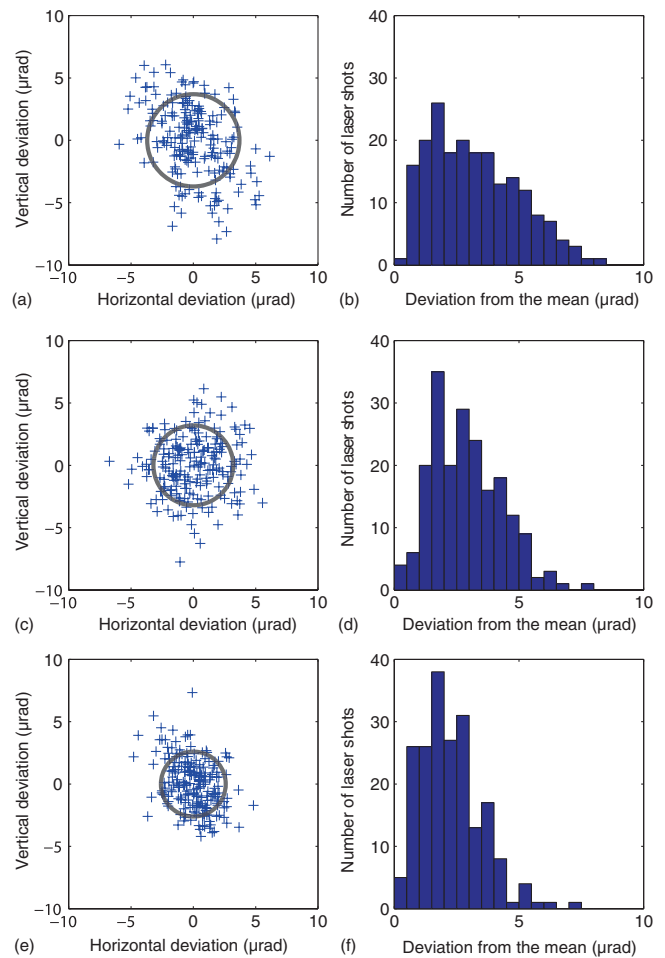 10
5
0
−5
−10
Vertical deviation (µrad)
−10 −5 0 5 10
(a) Horizontal deviation (µrad)
40
30
20
10
0
Number of laser shots
0 5 10
(b) Deviation from the mean (µrad)
10
5
0
−5
−10
Vertical deviation (µrad)
−10 −5 0 5 10
(c) Horizontal deviation (µrad)
40
30
20
10
0
Number of laser shots
0 5 10
(d) Deviation from the mean (µrad)
10
5
0
−5
−10
Vertical deviation (µrad)
−10 −5 0 5 10
(e) Horizontal deviation (µrad)
40
30
20
10
0
Number of laser shots
0 5 10
(f) Deviation from the mean (µrad)